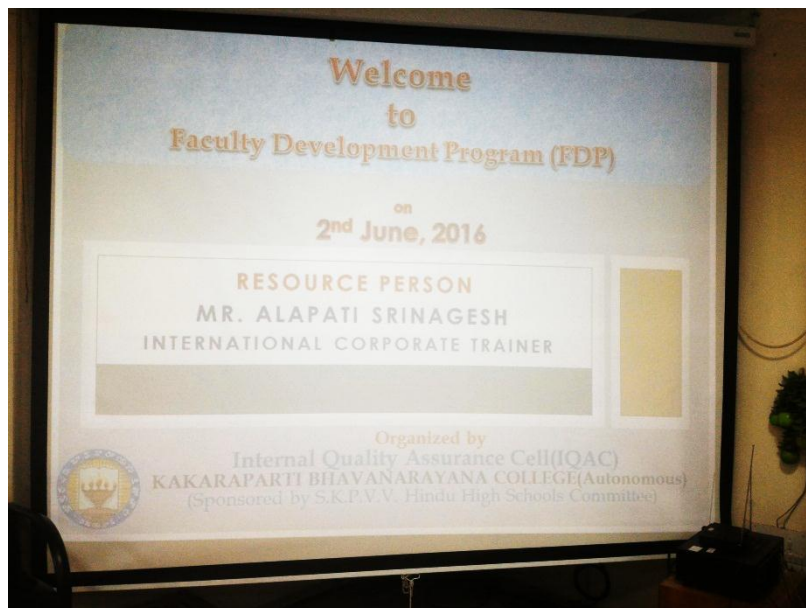 Welcome
to
Faculty Development Program (FDP)
on
2nd June, 2016
RESOURCE PERSON
MR. ALAPATI SRINAGESH
INTERNATIONAL CORPORATE TRAINER
Organized by
Internal Quality Assurance Cell(IQAC)
KAKARAPARTI BHAVANARAYANA COLLEGE(Autonomous)
(Sponsored by S.K.P.V.V. Hindu High Schools Committee)